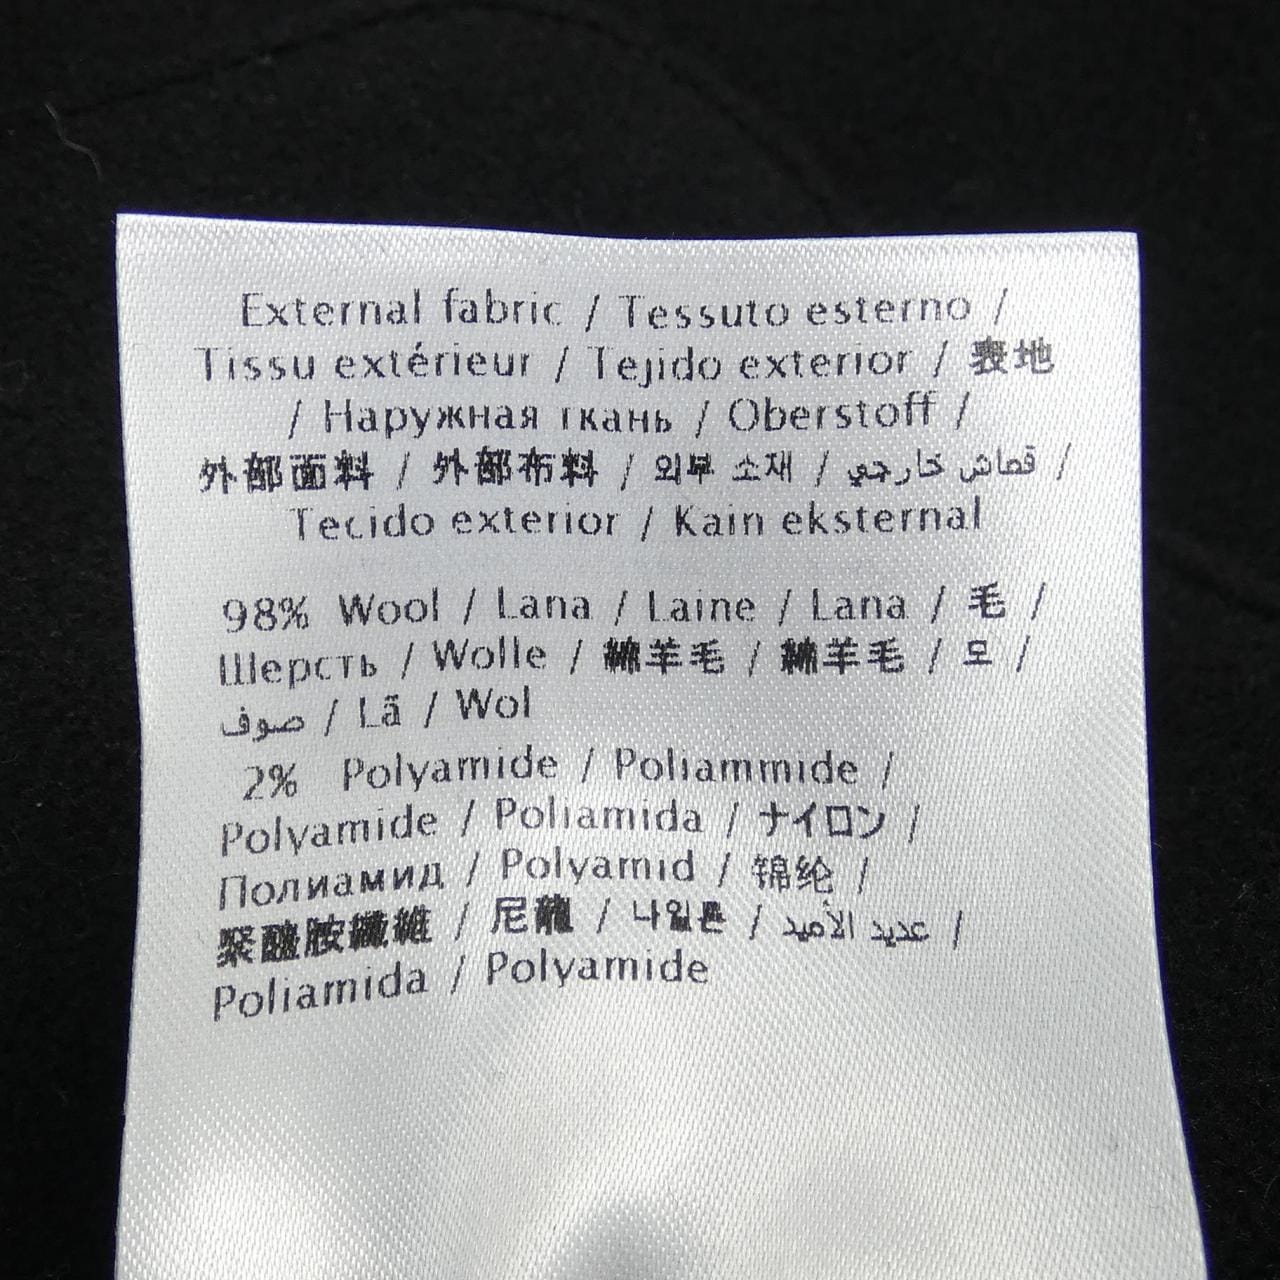 External fabric / Tessuto esterno /
Tissu extérieur / Tejido exterior / 表地
/ Наружная ткань / Oberstoff /
外部面料 / 外部布料 / 외부 소재 / قماش خارجي /
Tecido exterior / Kain eksternal
98% Wool / Lana / Laine / Lana / 毛 /
Шерсть / Wolle / 綿羊毛 / 綿羊毛 / 모 /
صوف / Lã / Wol
2% Polyamide / Poliammide /
Polyamide / Poliamida / ナイロン /
Полиамид / Polyamid / 锦纶 /
聚醯胺纖維 / 尼龍 / 나일론 / عديد الأميد /
Poliamida / Polyamide